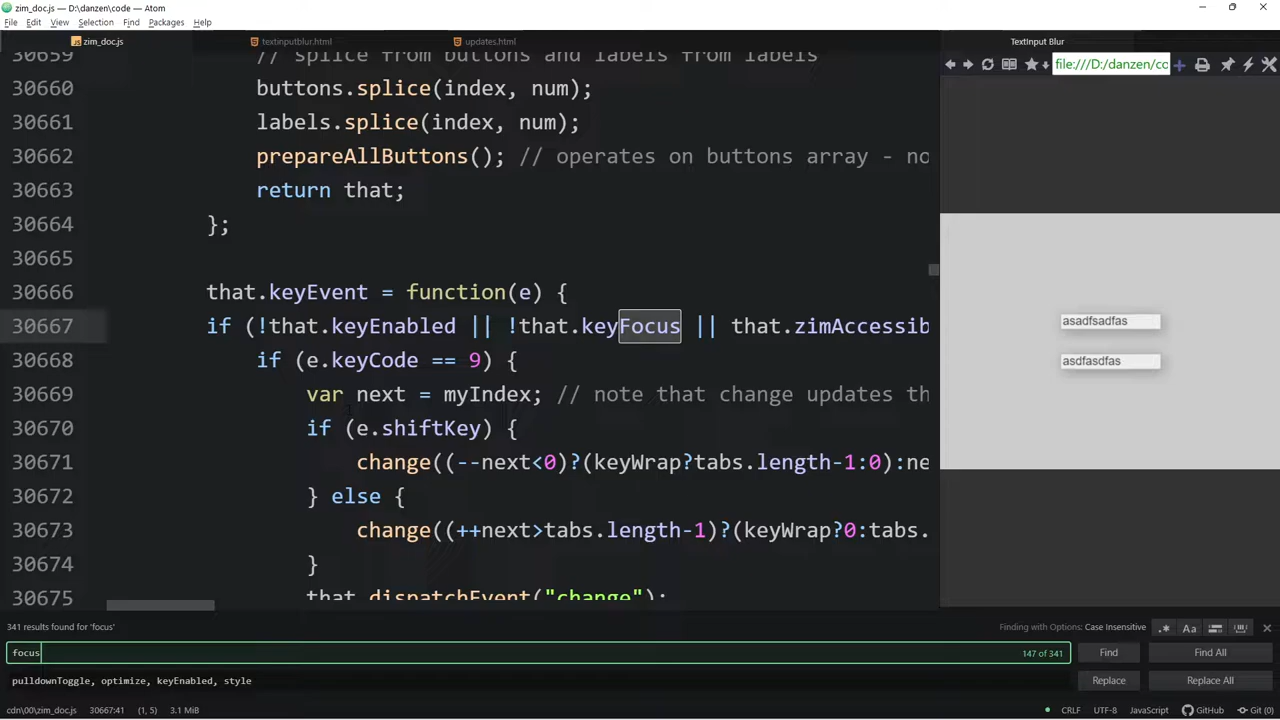 zim_doc.js — D:\danzen\code — Atom
File Edit View Selection Find Packages Help
zim_doc.js textinputblur.html updates.html TextInput Blur
file:///D:/danzen/co
30659 // splice from buttons and labels from labels
30660 buttons.splice(index, num);
30661 labels.splice(index, num);
30662 prepareAllButtons(); // operates on buttons array - no
30663 return that;
30664 };
30665
30666 that.keyEvent = function(e) {
30667 if (!that.keyEnabled || !that.keyFocus || that.zimAccessib
30668 if (e.keyCode == 9) {
30669 var next = myIndex; // note that change updates th
30670 if (e.shiftKey) {
30671 change((--next<0)?(keyWrap?tabs.length-1:0):ne
30672 } else {
30673 change((++next>tabs.length-1)?(keyWrap?0:tabs.
30674 }
30675 that.dispatchEvent("change");
asadfsadfas
asdfasdfas
341 results found for 'focus' Finding with Options: Case Insensitive .* Aa
focus 147 of 341 Find Find All
pulldownToggle, optimize, keyEnabled, style Replace Replace All
cdn\00\zim_doc.js 30667:41 (1, 5) 3.1 MiB CRLF UTF-8 JavaScript GitHub Git (0)